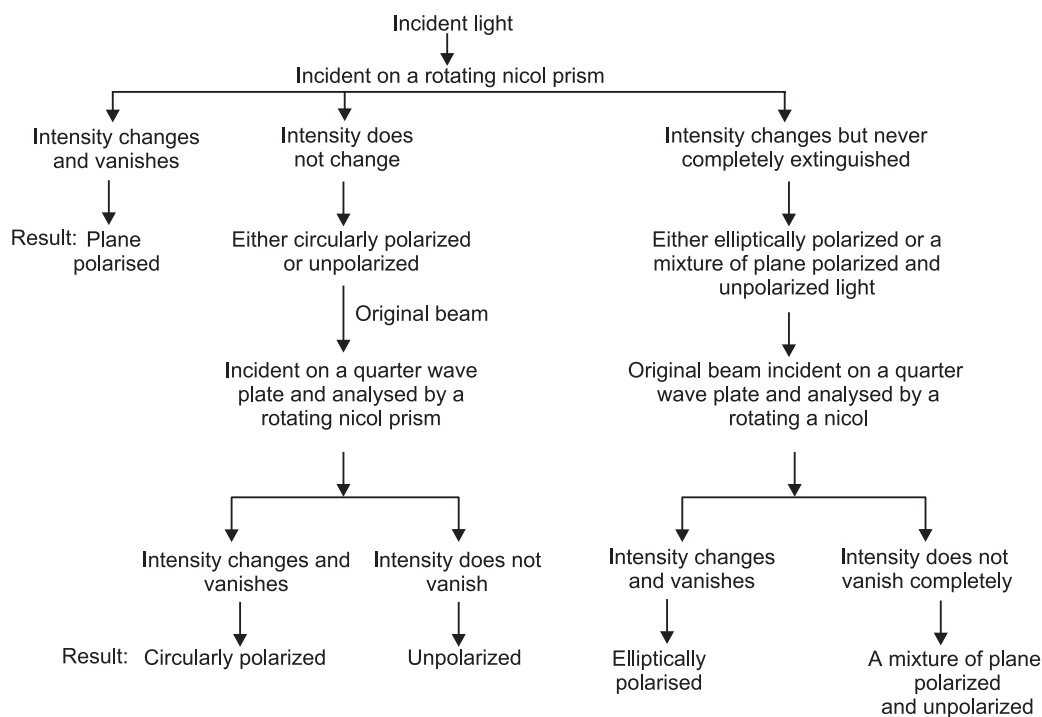 Incident light
Incident on a rotating nicol prism
Intensity changes
and vanishes
Result: Plane
polarised
Intensity does
not change
Either circularly polarized
or unpolarized
Original beam
Incident on a quarter wave
plate and analysed by a
rotating nicol prism
Intensity changes and
vanishes
Result: Circularly polarized
Intensity does not
vanish
Unpolarized
Intensity changes but never
completely extinguished
Either elliptically polarized or a
mixture of plane polarized and
unpolarized light
Original beam incident on a quarter
wave plate and analysed by a
rotating a nicol
Intensity changes
and vanishes
Elliptically
polarised
Intensity does not
vanish completely
A mixture of plane
polarized
and unpolarized